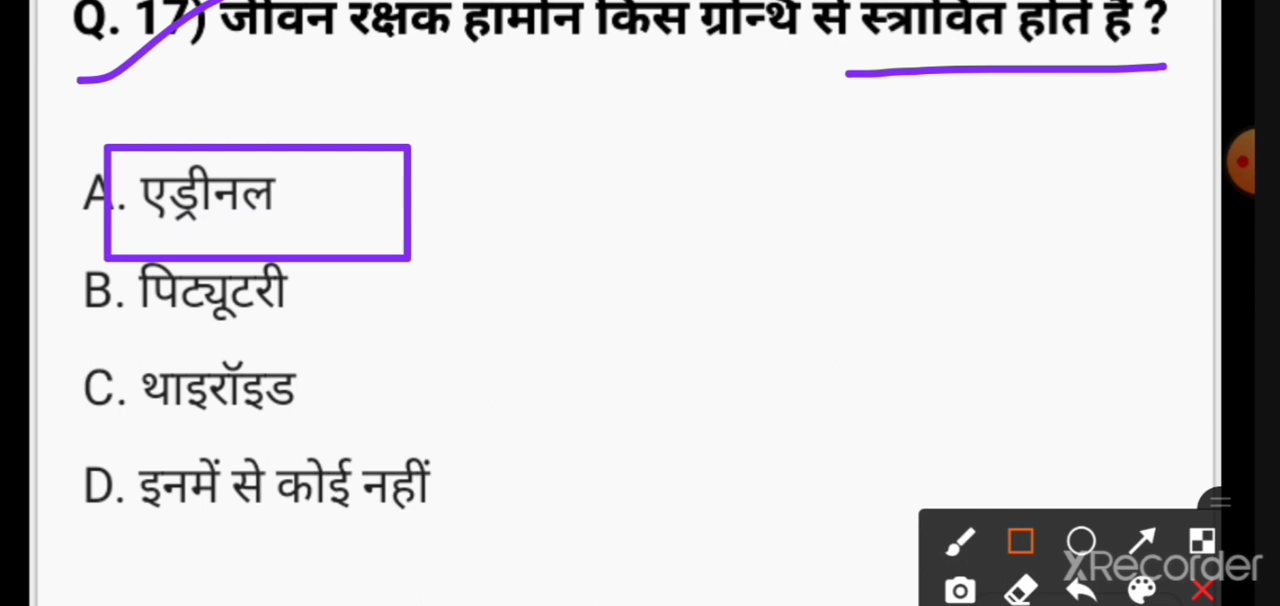 Q. 17) जीवन रक्षक हार्मोन किस ग्रन्थि से स्त्रावित होते है ?
A. एड्रीनल
B. पिट्यूटरी
C. थाइरॉइड
D. इनमें से कोई नहीं
XRecorder